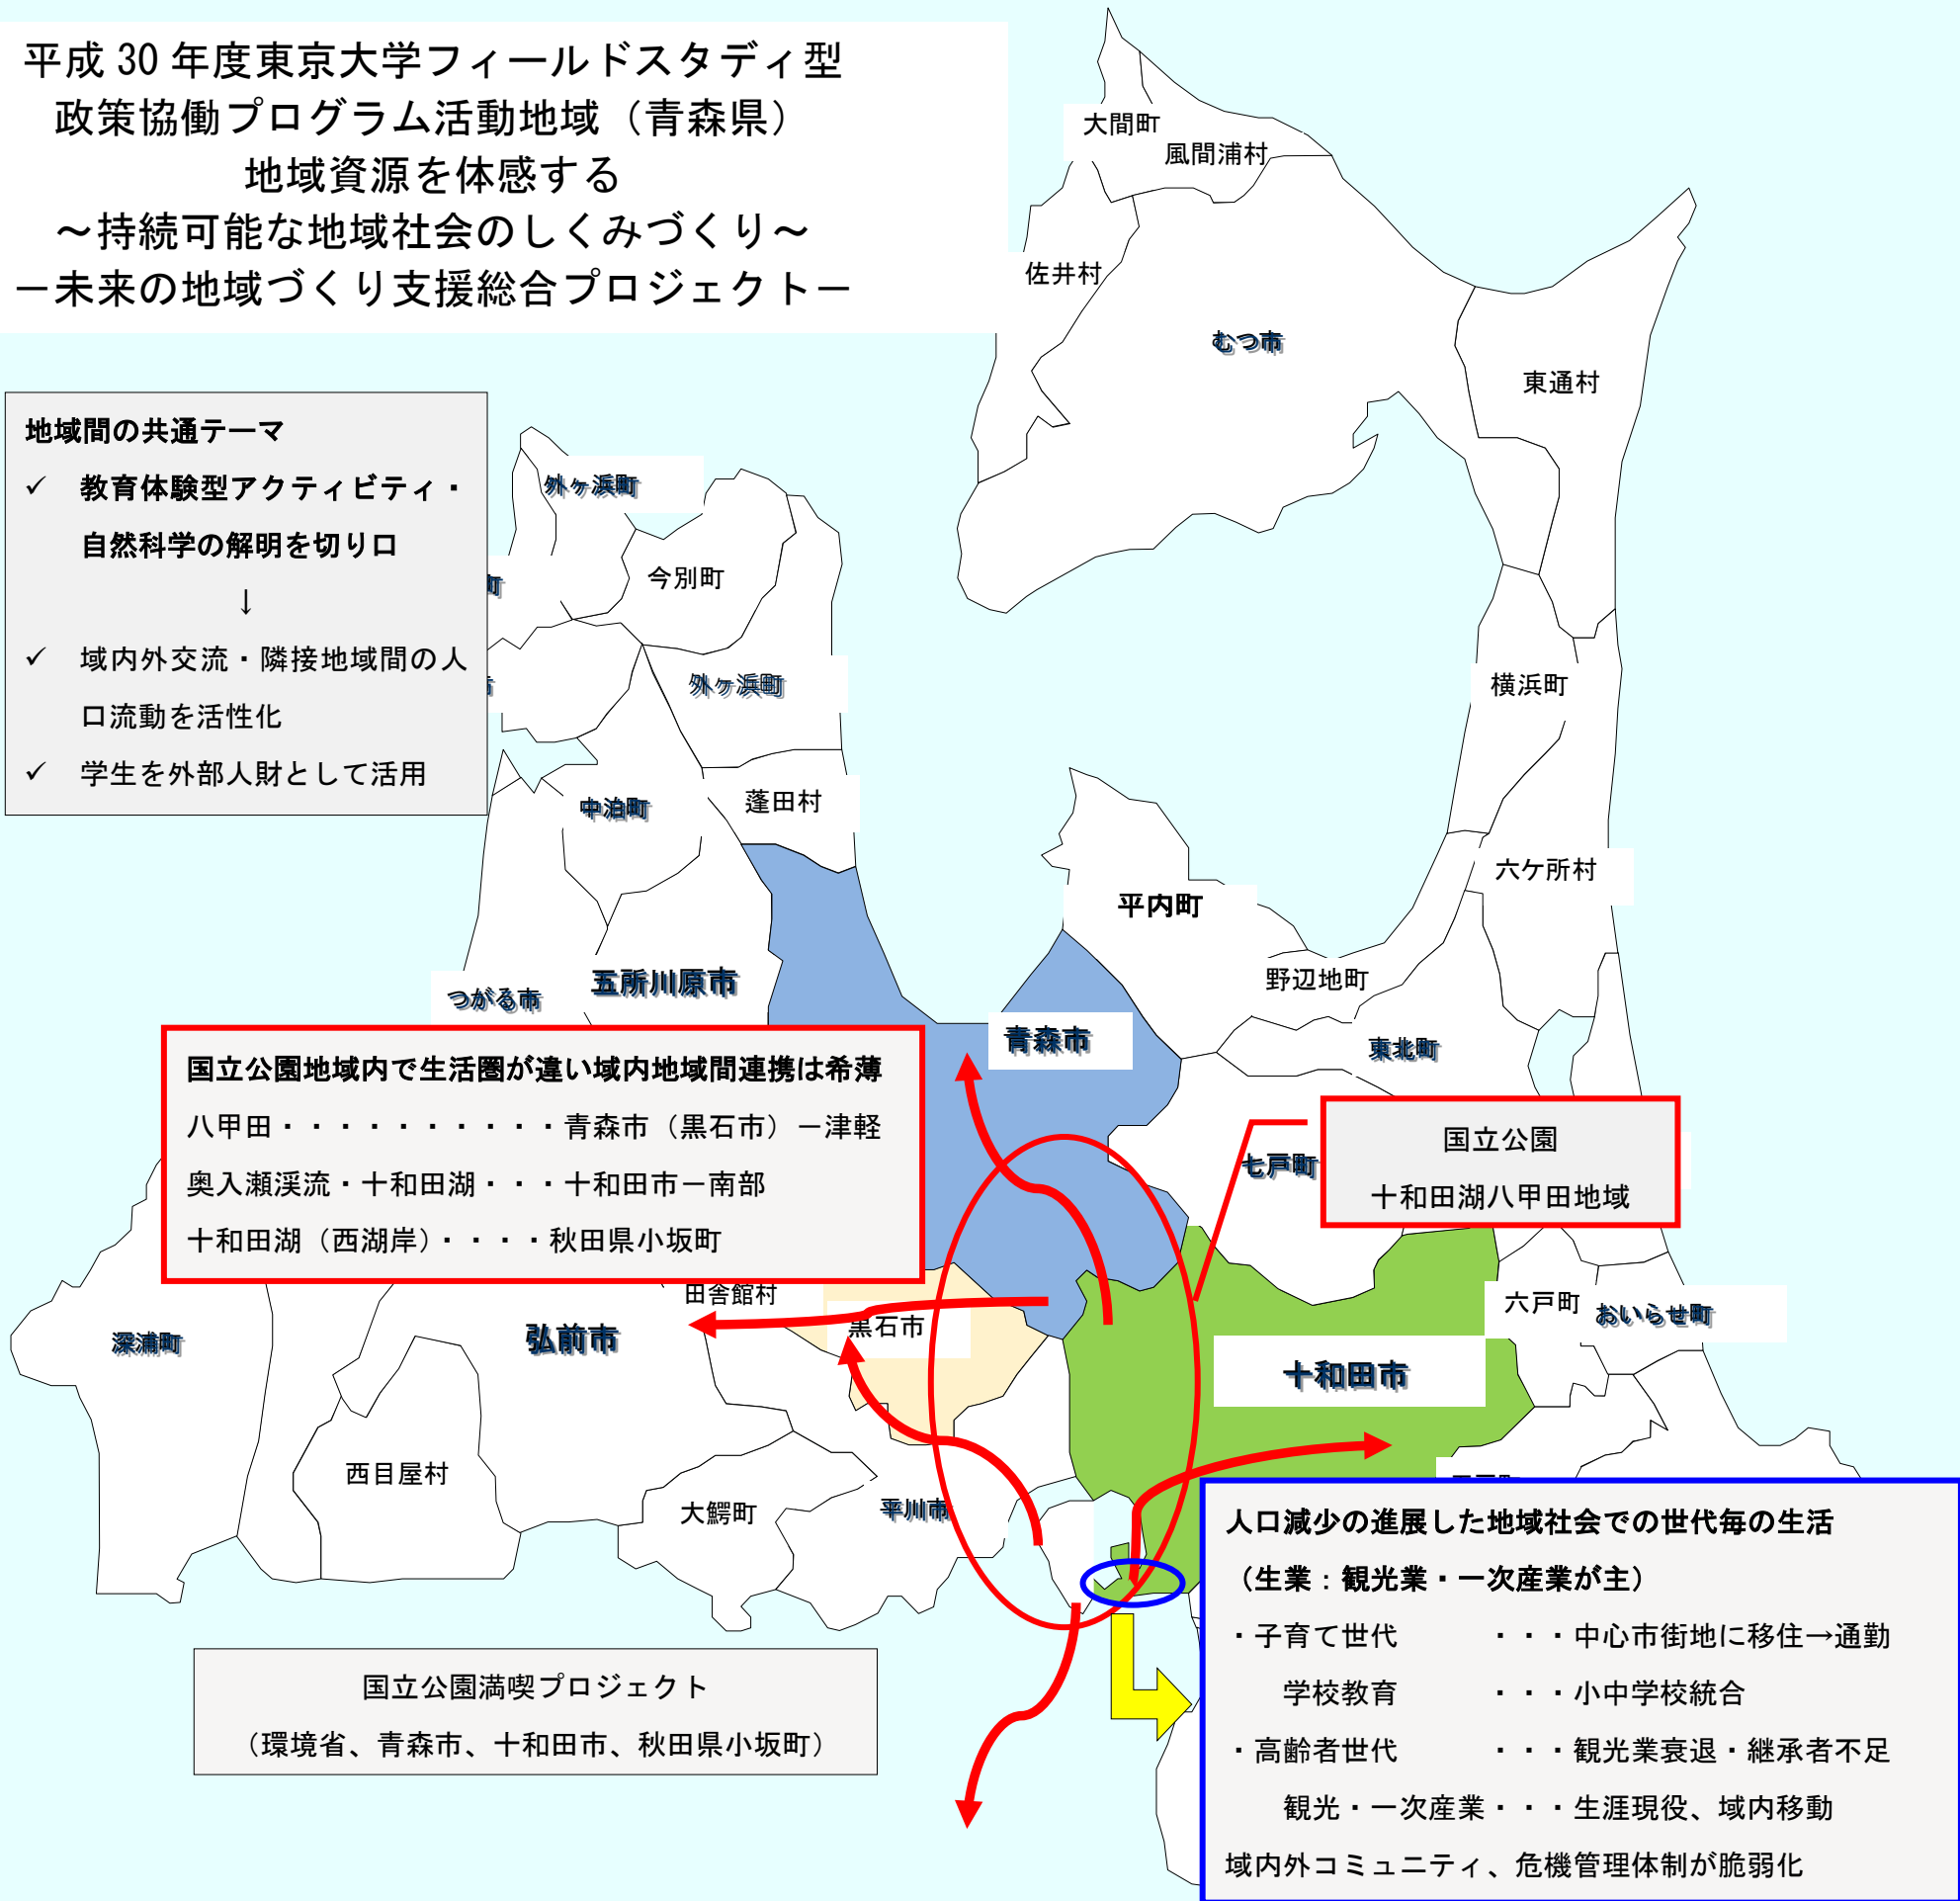 平成 30 年度東京大学フィールドスタディ型
政策協働プログラム活動地域（青森県）
地域資源を体感する
～持続可能な地域社会のしくみづくり～
－未来の地域づくり支援総合プロジェクト－
大間町
風間浦村
佐井村
むつ市
東通村
地域間の共通テーマ
✓ 教育体験型アクティビティ・
自然科学の解明を切り口
↓
✓ 域内外交流・隣接地域間の人
口流動を活性化
✓ 学生を外部人財として活用
外ヶ浜町
今別町
町
外ヶ浜町
中泊町
蓬田村
横浜町
六ケ所村
平内町
野辺地町
つがる市
五所川原市
青森市
東北町
国立公園地域内で生活圏が違い域内地域間連携は希薄
八甲田・・・・・・・・・・青森市（黒石市）－津軽
奥入瀬渓流・十和田湖・・・十和田市－南部
十和田湖（西湖岸）・・・・秋田県小坂町
七戸町
国立公園
十和田湖八甲田地域
田舎館村
黒石市
六戸町
おいらせ町
深浦町
弘前市
十和田市
西目屋村
大鰐町
平川市
人口減少の進展した地域社会での世代毎の生活
（生業：観光業・一次産業が主）
・子育て世代 ・・・中心市街地に移住→通勤
学校教育 ・・・小中学校統合
・高齢者世代 ・・・観光業衰退・継承者不足
観光・一次産業・・・生涯現役、域内移動
域内外コミュニティ、危機管理体制が脆弱化
国立公園満喫プロジェクト
（環境省、青森市、十和田市、秋田県小坂町）